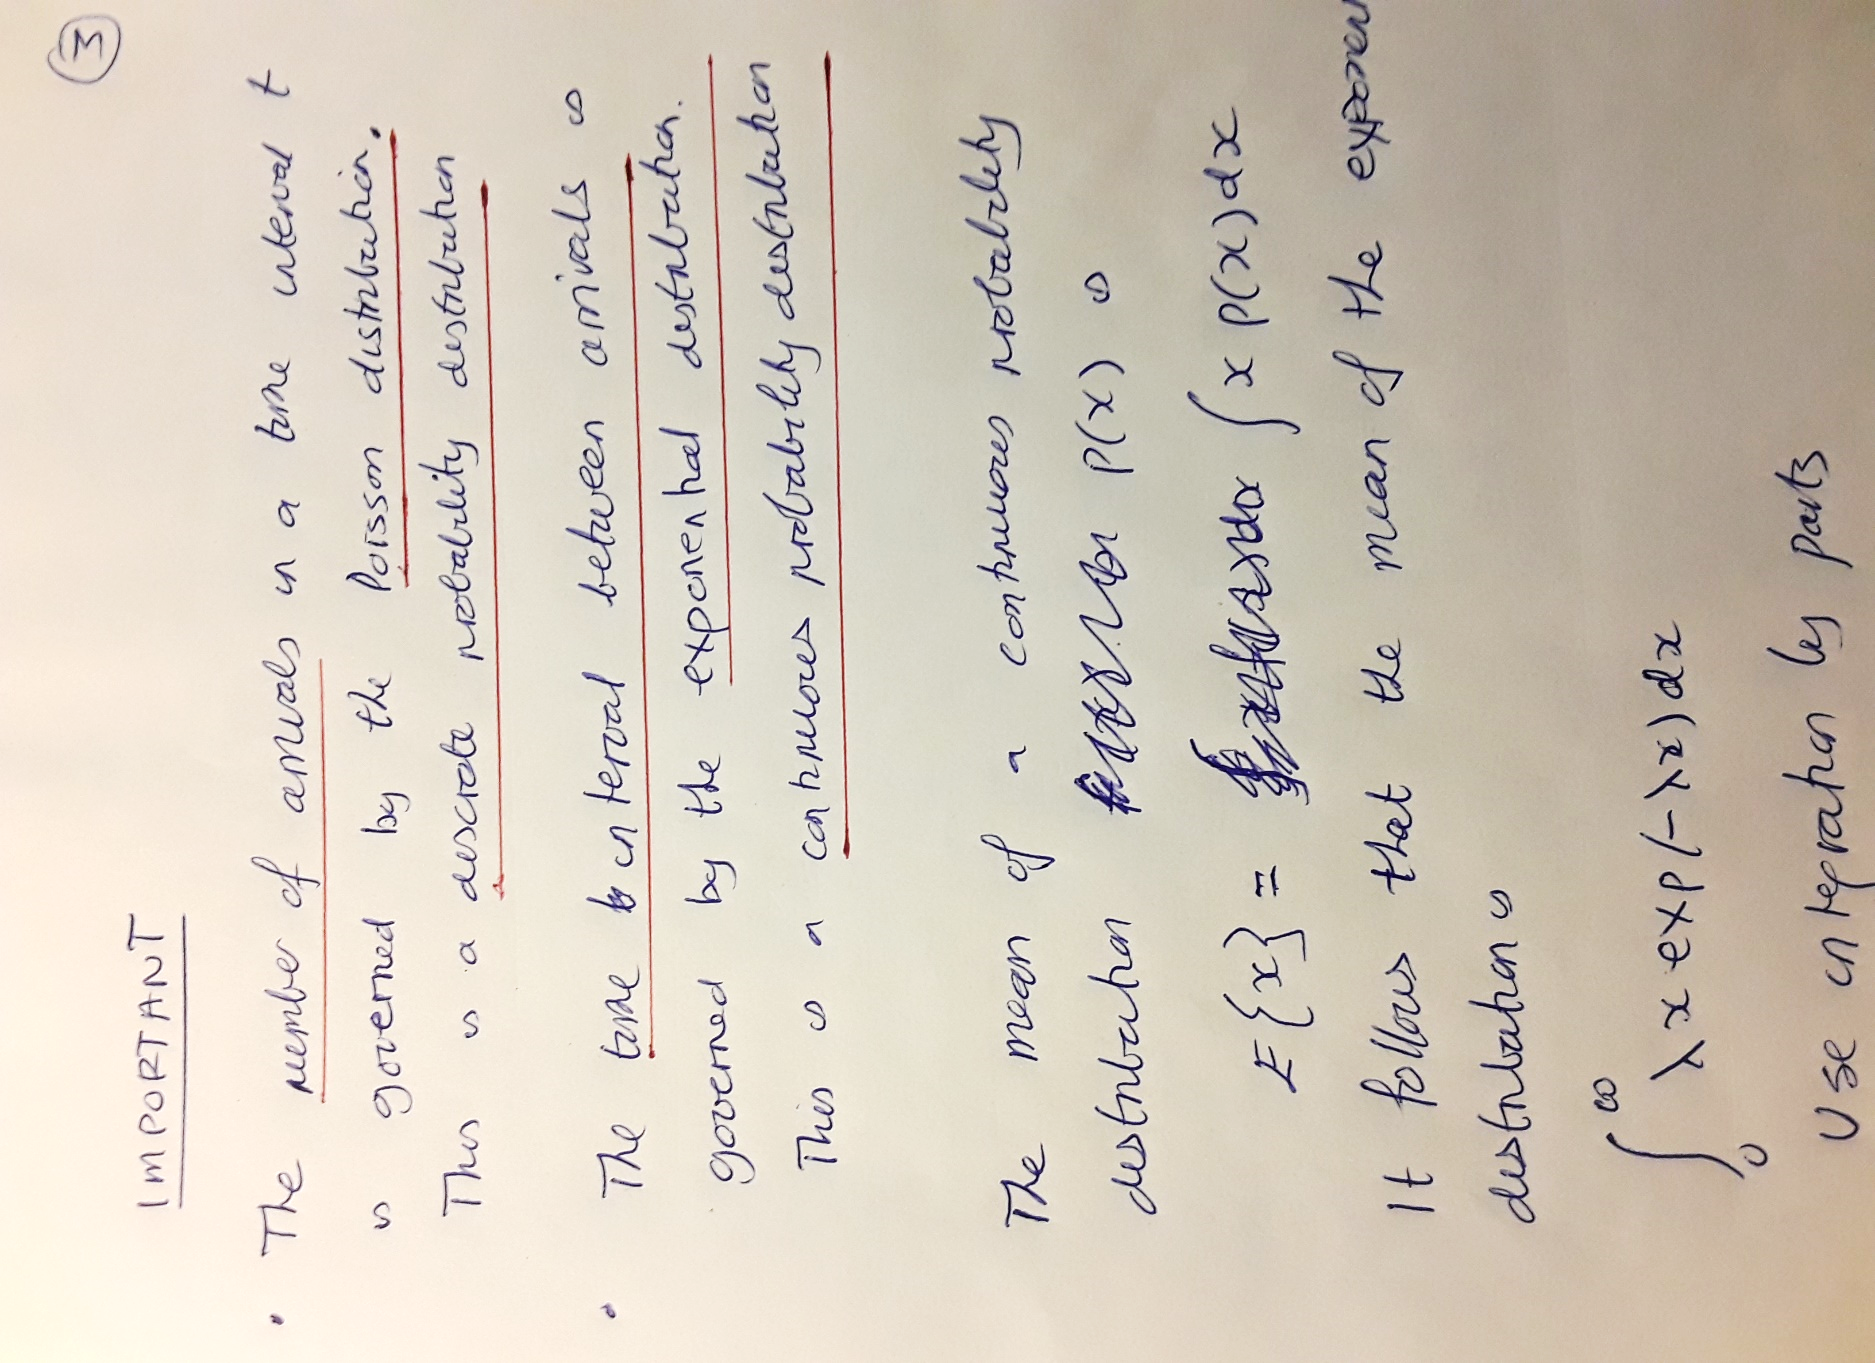 3
IMPORTANT
• The number of arrivals in a time interval t
is governed by the Poisson distribution.
This is a discrete probability distribution
• The time interval between arrivals is
governed by the exponential distribution.
This is a continuous probability distribution
The mean of a continuous probability
distribution P(x) is
E{x} = ∫ x P(x) dx
It follows that the mean of the exponen
distribution is
∫₀^∞ λ x exp(-λx) dx
Use integration by parts